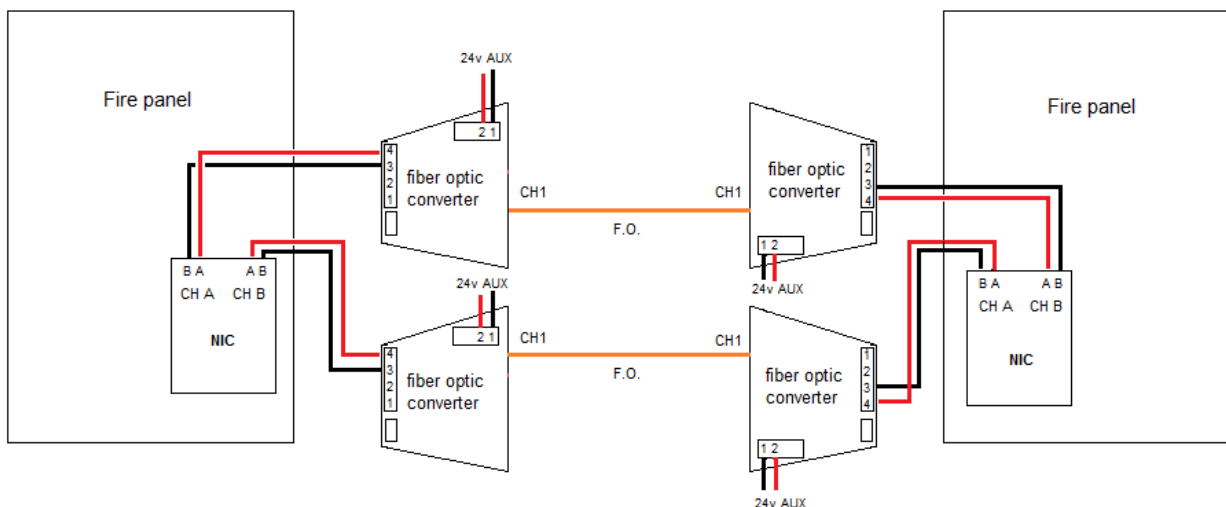 24v AUX
Fire panel
Fire panel
2 1
4
3
2
1
fiber optic
converter
CH1
CH1
F.O.
fiber optic
converter
1
2
3
4
1 2
24v AUX
B A
A B
CH A
CH B
NIC
B A
A B
CH A
CH B
NIC
24v AUX
2 1
4
3
2
1
fiber optic
converter
CH1
CH1
F.O.
fiber optic
converter
1
2
3
4
1 2
24v AUX